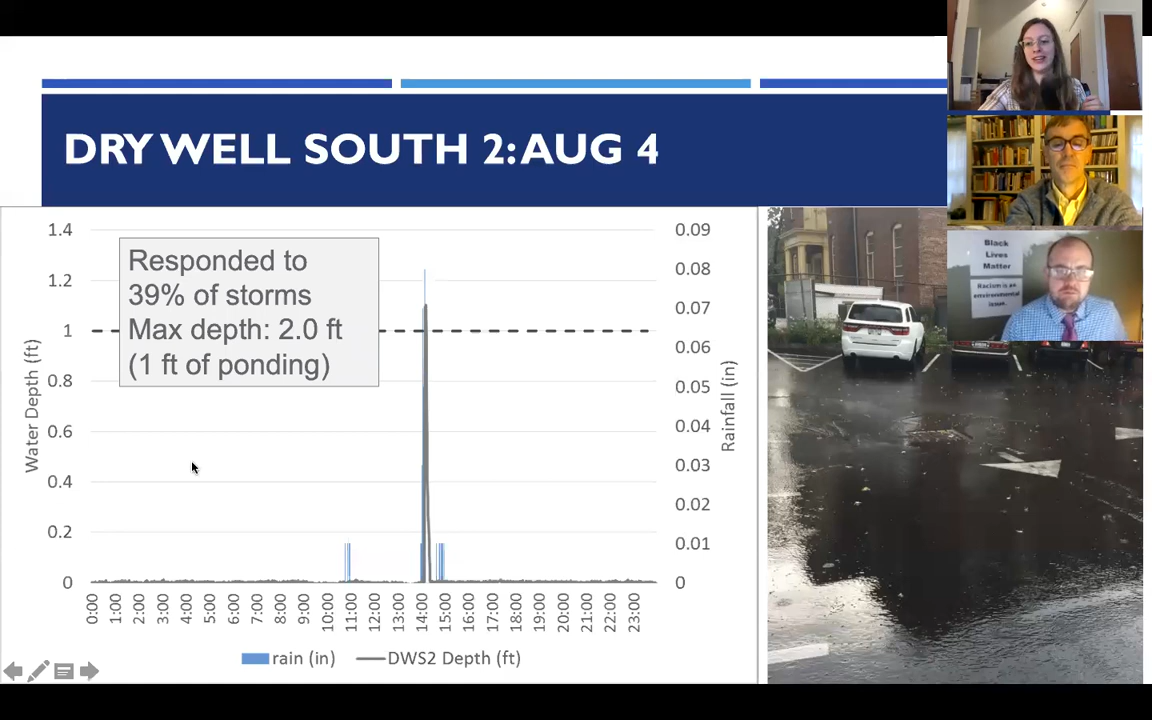 DRY WELL SOUTH 2: AUG 4
Responded to
39% of storms
Max depth: 2.0 ft
(1 ft of ponding)
Water Depth (ft)
1.4
1.2
1
0.8
0.6
0.4
0.2
0
0.09
0.08
0.07
0.06
0.05
0.04
0.03
0.02
0.01
0
Rainfall (in)
0:00 1:00 2:00 3:00 4:00 5:00 6:00 7:00 8:00 9:00 10:00 11:00 12:00 13:00 14:00 15:00 16:00 17:00 18:00 19:00 20:00 21:00 22:00 23:00
rain (in) DWS2 Depth (ft)
Black
Lives
Matter
Racism is an
environmental
issue.